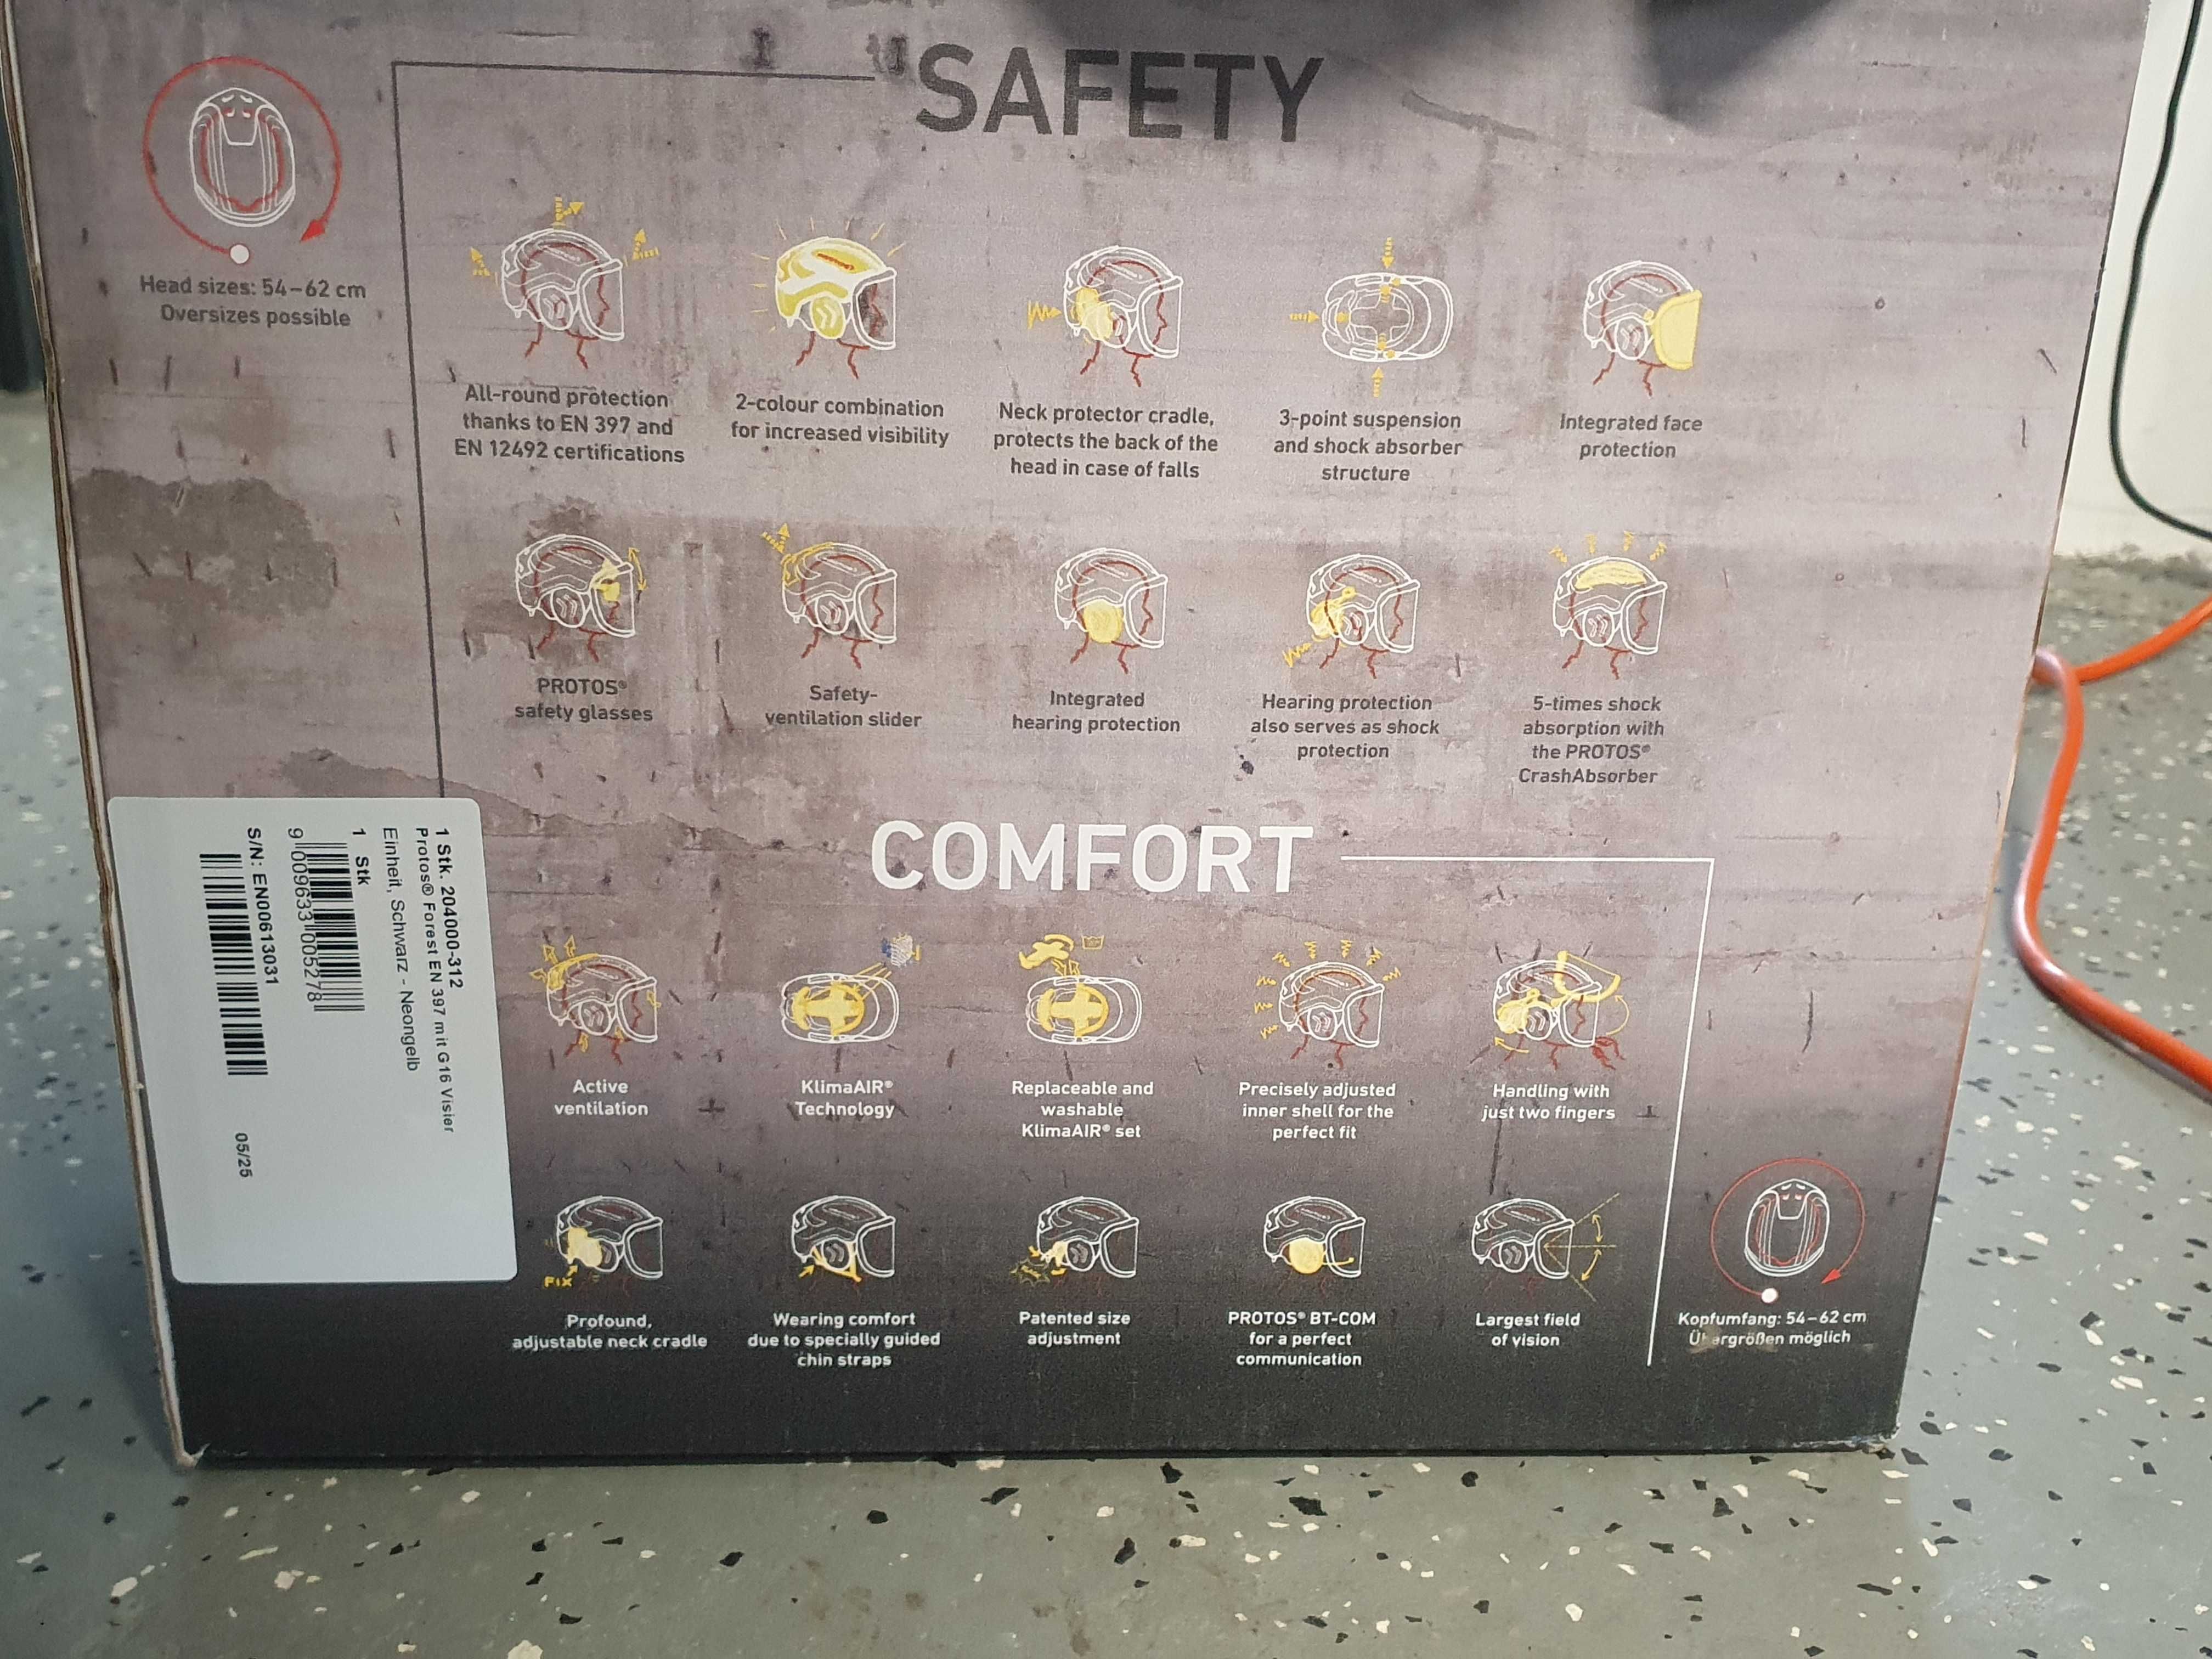 SAFETY
Head sizes: 54–62 cm
Oversizes possible
All-round protection
thanks to EN 397 and
EN 12492 certifications
2-colour combination
for increased visibility
Neck protector cradle,
protects the back of the
head in case of falls
3-point suspension
and shock absorber
structure
Integrated face
protection
PROTOS®
safety glasses
Safety-
ventilation slider
Integrated
hearing protection
Hearing protection
also serves as shock
protection
5-times shock
absorption with
the PROTOS®
CrashAbsorber
1 Stk. 204000-312
Protos® Forest EN 397 mit G16 Visier
Einheit, Schwarz - Neongelb
1 Stk
9 009633 005278
S/N: EN00613031
05/25
COMFORT
Active
ventilation
KlimaAIR®
Technology
Replaceable and
washable
KlimaAIR® set
Precisely adjusted
inner shell for the
perfect fit
Handling with
just two fingers
FIX
Profound,
adjustable neck cradle
Wearing comfort
due to specially guided
chin straps
Patented size
adjustment
PROTOS® BT-COM
for a perfect
communication
Largest field
of vision
Kopfumfang: 54–62 cm
möglich